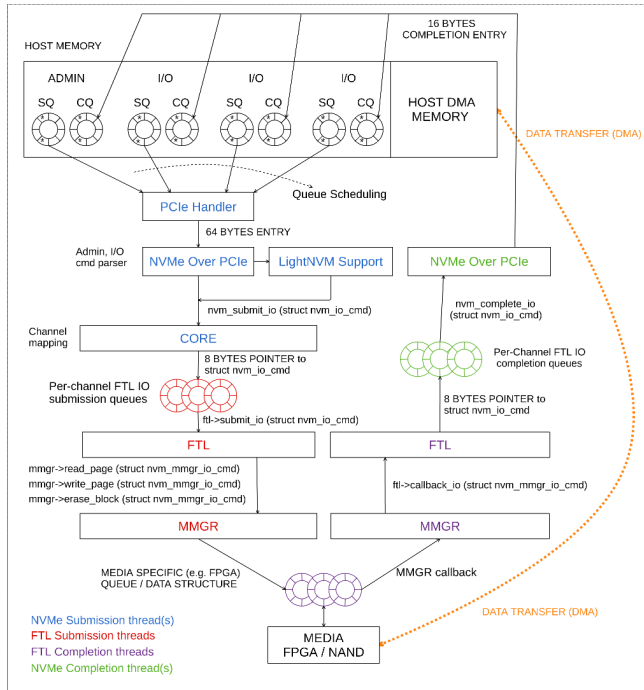 16 BYTES
COMPLETION ENTRY
HOST MEMORY
ADMIN
I/O
I/O
I/O
SQ CQ
SQ CQ
SQ CQ
SQ CQ
HOST DMA
MEMORY
DATA TRANSFER (DMA)
Queue Scheduling
PCIe Handler
64 BYTES ENTRY
Admin, I/O
cmd parser
NVMe Over PCIe
LightNVM Support
NVMe Over PCIe
nvm_submit_io (struct nvm_io_cmd)
nvm_complete_io
(struct nvm_io_cmd)
Channel
mapping
CORE
8 BYTES POINTER to
struct nvm_io_cmd
Per-Channel FTL IO
completion queues
Per-channel FTL IO
submission queues
8 BYTES POINTER to
struct nvm_io_cmd
ftl->submit_io (struct nvm_io_cmd)
FTL
FTL
mmgr->read_page (struct nvm_mmgr_io_cmd)
mmgr->write_page (struct nvm_mmgr_io_cmd)
mmgr->erase_block (struct nvm_mmgr_io_cmd)
ftl->callback_io (struct nvm_mmgr_io_cmd)
MMGR
MMGR
MEDIA SPECIFIC (e.g. FPGA)
QUEUE / DATA STRUCTURE
MMGR callback
DATA TRANSFER (DMA)
MEDIA
FPGA / NAND
NVMe Submission thread(s)
FTL Submission threads
FTL Completion threads
NVMe Completion thread(s)